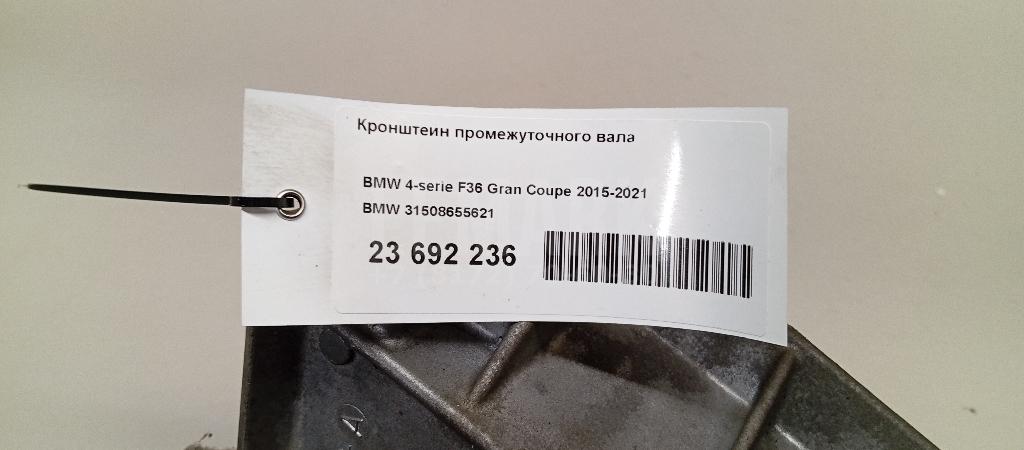 Кронштеин промежуточного вала
BMW 4-serie F36 Gran Coupe 2015-2021
BMW 31508655621
23 692 236
A